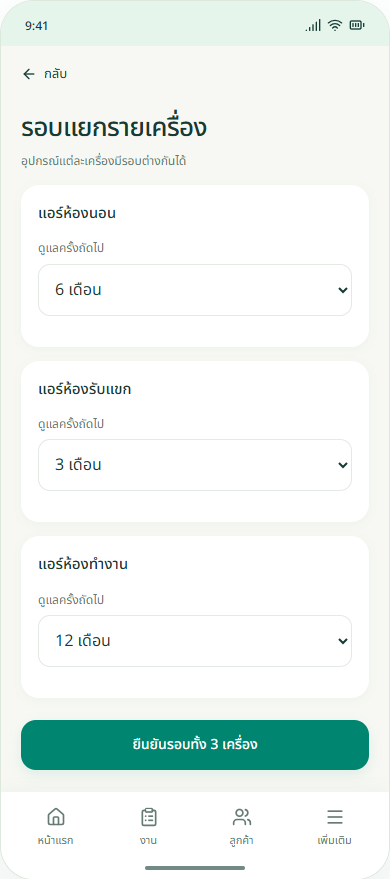 9:41
กลับ
รอบแยกรายเครื่อง
อุปกรณ์แต่ละเครื่องมีรอบต่างกันได้
แอร์ห้องนอน
ดูแลครั้งถัดไป
6 เดือน
แอร์ห้องรับแขก
ดูแลครั้งถัดไป
3 เดือน
แอร์ห้องทำงาน
ดูแลครั้งถัดไป
12 เดือน
ยืนยันรอบทั้ง 3 เครื่อง
หน้าแรก
งาน
ลูกค้า
เพิ่มเติม